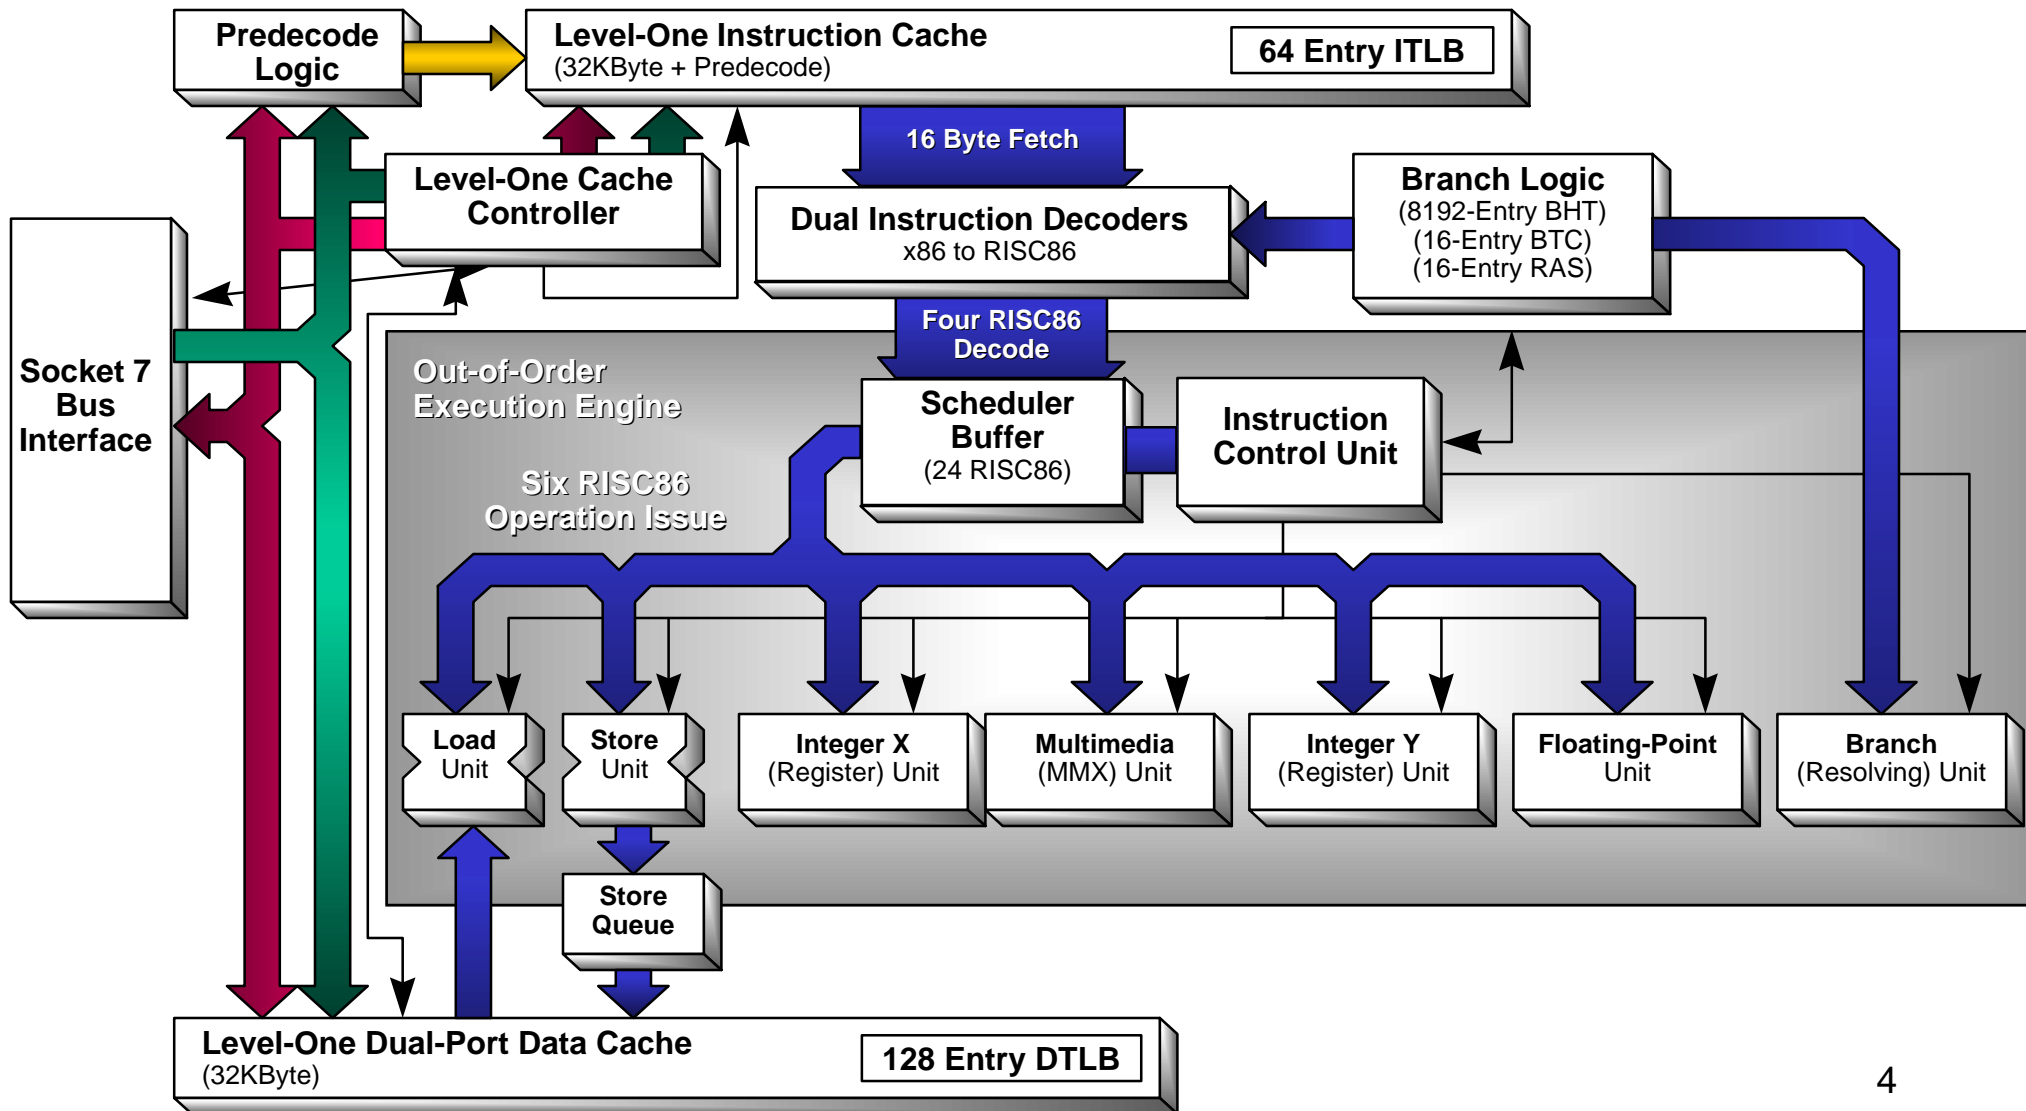 Predecode
Logic
Level-One Instruction Cache
(32KByte + Predecode)
64 Entry ITLB
16 Byte Fetch
Level-One Cache
Controller
Dual Instruction Decoders
x86 to RISC86
Branch Logic
(8192-Entry BHT)
(16-Entry BTC)
(16-Entry RAS)
Socket 7
Bus
Interface
Four RISC86
Decode
Out-of-Order
Execution Engine
Scheduler
Buffer
(24 RISC86)
Instruction
Control Unit
Six RISC86
Operation Issue
Load
Unit
Store
Unit
Integer X
(Register) Unit
Multimedia
(MMX) Unit
Integer Y
(Register) Unit
Floating-Point
Unit
Branch
(Resolving) Unit
Store
Queue
Level-One Dual-Port Data Cache
(32KByte)
128 Entry DTLB
4